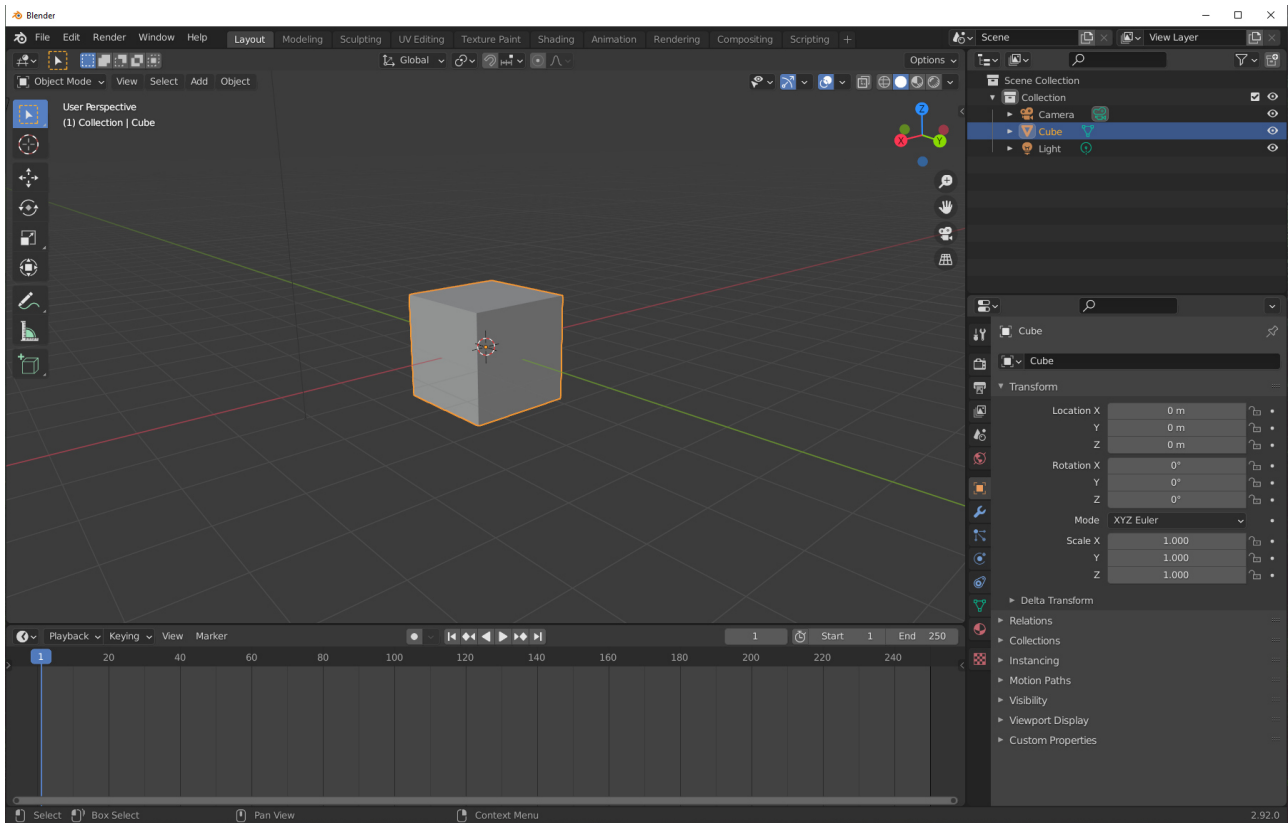 Blender
File Edit Render Window Help Layout Modeling Sculpting UV Editing Texture Paint Shading Animation Rendering Compositing Scripting + Scene View Layer
Global Options
Object Mode View Select Add Object
User Perspective
(1) Collection | Cube
Z
X Y
Scene Collection
Collection
Camera
Cube
Light
Cube
Cube
Transform
Location X 0 m
Y 0 m
Z 0 m
Rotation X 0°
Y 0°
Z 0°
Mode XYZ Euler
Scale X 1.000
Y 1.000
Z 1.000
Delta Transform
Relations
Collections
Instancing
Motion Paths
Visibility
Viewport Display
Custom Properties
Playback Keying View Marker 1 Start 1 End 250
1 20 40 60 80 100 120 140 160 180 200 220 240
Select Box Select Pan View Context Menu 2.92.0